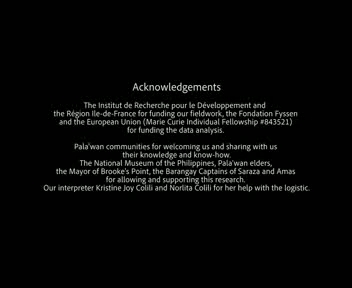 Acknowledgements
The Institut de Recherche pour le Développement and
the Région Ile-de-France for funding our fieldwork, the Fondation Fyssen
and the European Union (Marie Curie Individual Fellowship #843521)
for funding the data analysis.
Pala'wan communities for welcoming us and sharing with us
their knowledge and know-how.
The National Museum of the Philippines, Pala'wan elders,
the Mayor of Brooke's Point, the Barangay Captains of Saraza and Amas
for allowing and supporting this research.
Our interpreter Kristine Joy Colili and Norlita Colili for her help with the logistic.